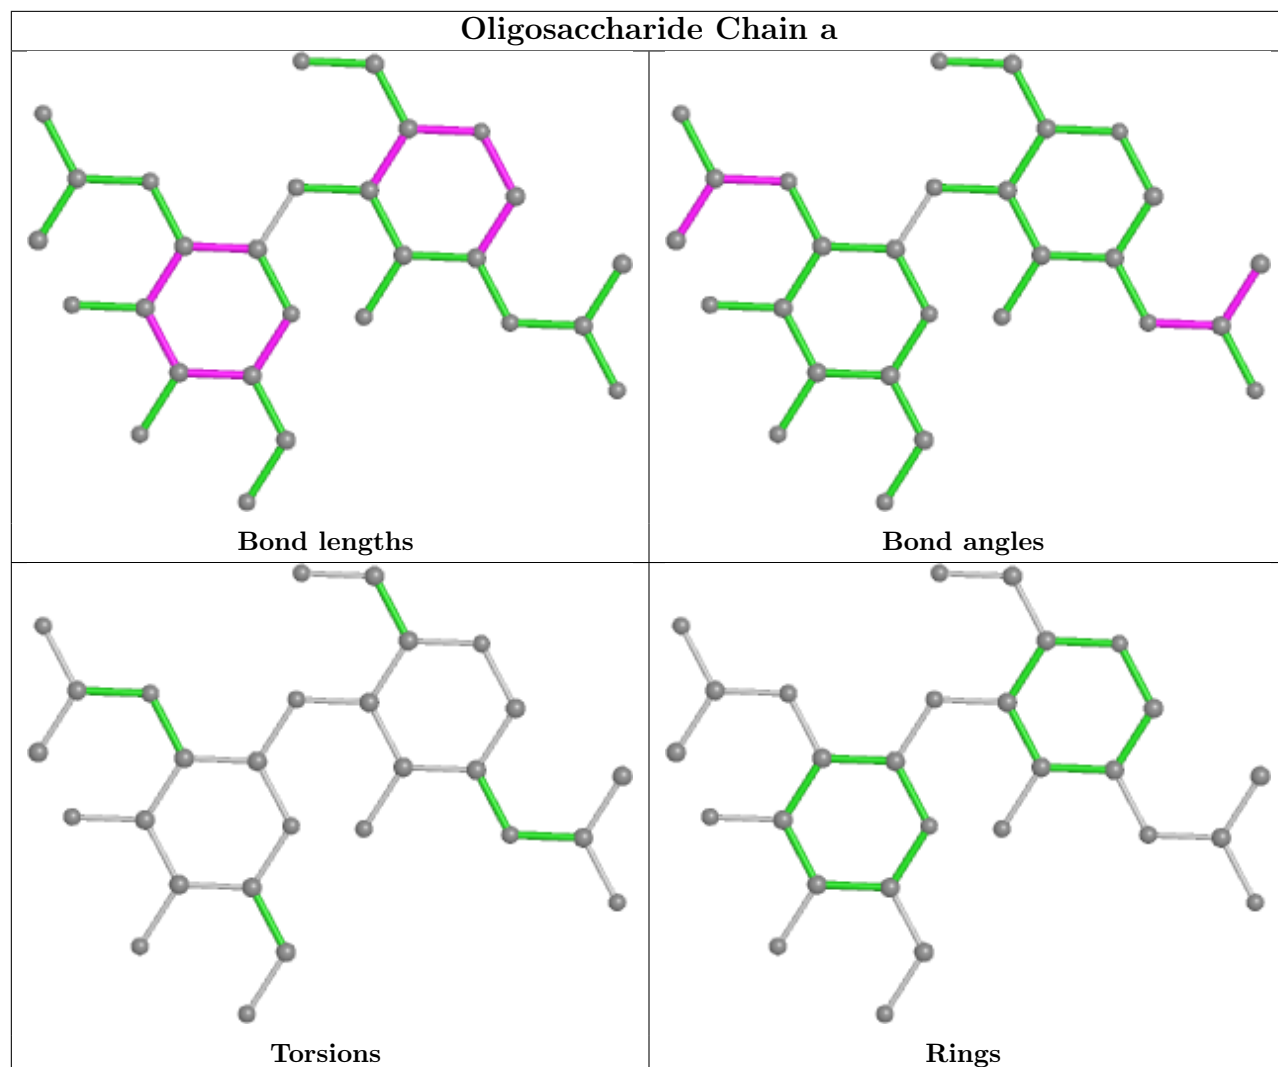 Oligosaccharide Chain a
Bond lengths
Bond angles
Torsions
Rings